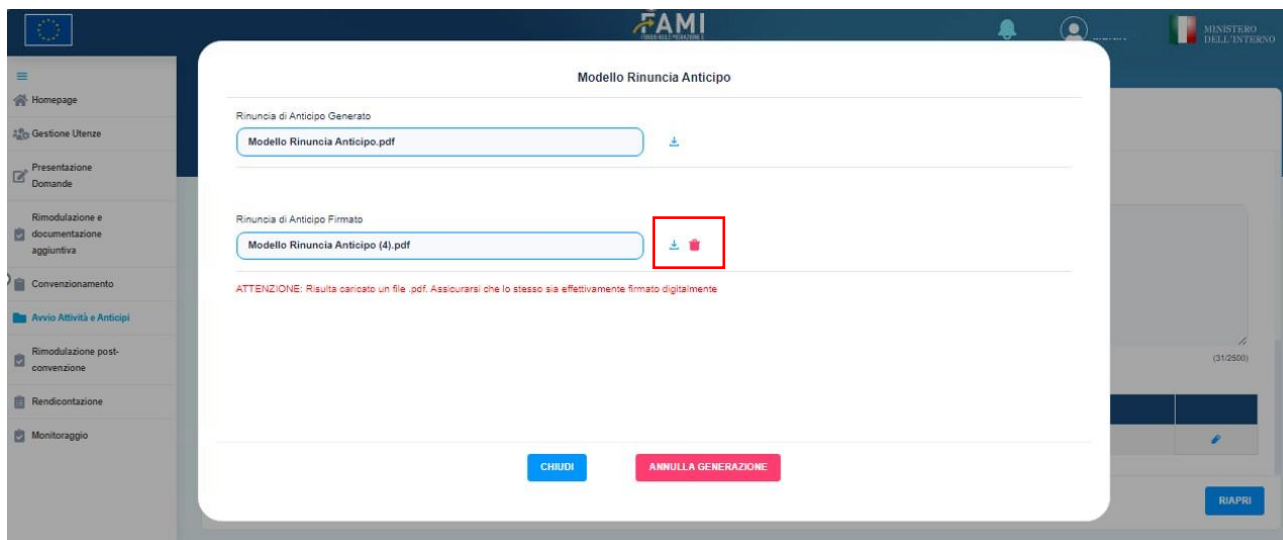 FAMI
MINISTERO
DELL'INTERNO
Modello Rinuncia Anticipo
Homepage
Gestione Utenze
Presentazione
Domande
Rimodulazione e
documentazione
aggiuntiva
Convenzionamento
Avvio Attività e Anticipi
Rimodulazione post-
convenzione
Rendicontazione
Monitoraggio
Rinuncia di Anticipo Generato
Modello Rinuncia Anticipo.pdf
Rinuncia di Anticipo Firmato
Modello Rinuncia Anticipo (4).pdf
ATTENZIONE: Risulta caricato un file .pdf. Assicurarsi che lo stesso sia effettivamente firmato digitalmente
(31/2500)
CHIUDI
ANNULLA GENERAZIONE
RIAPRI